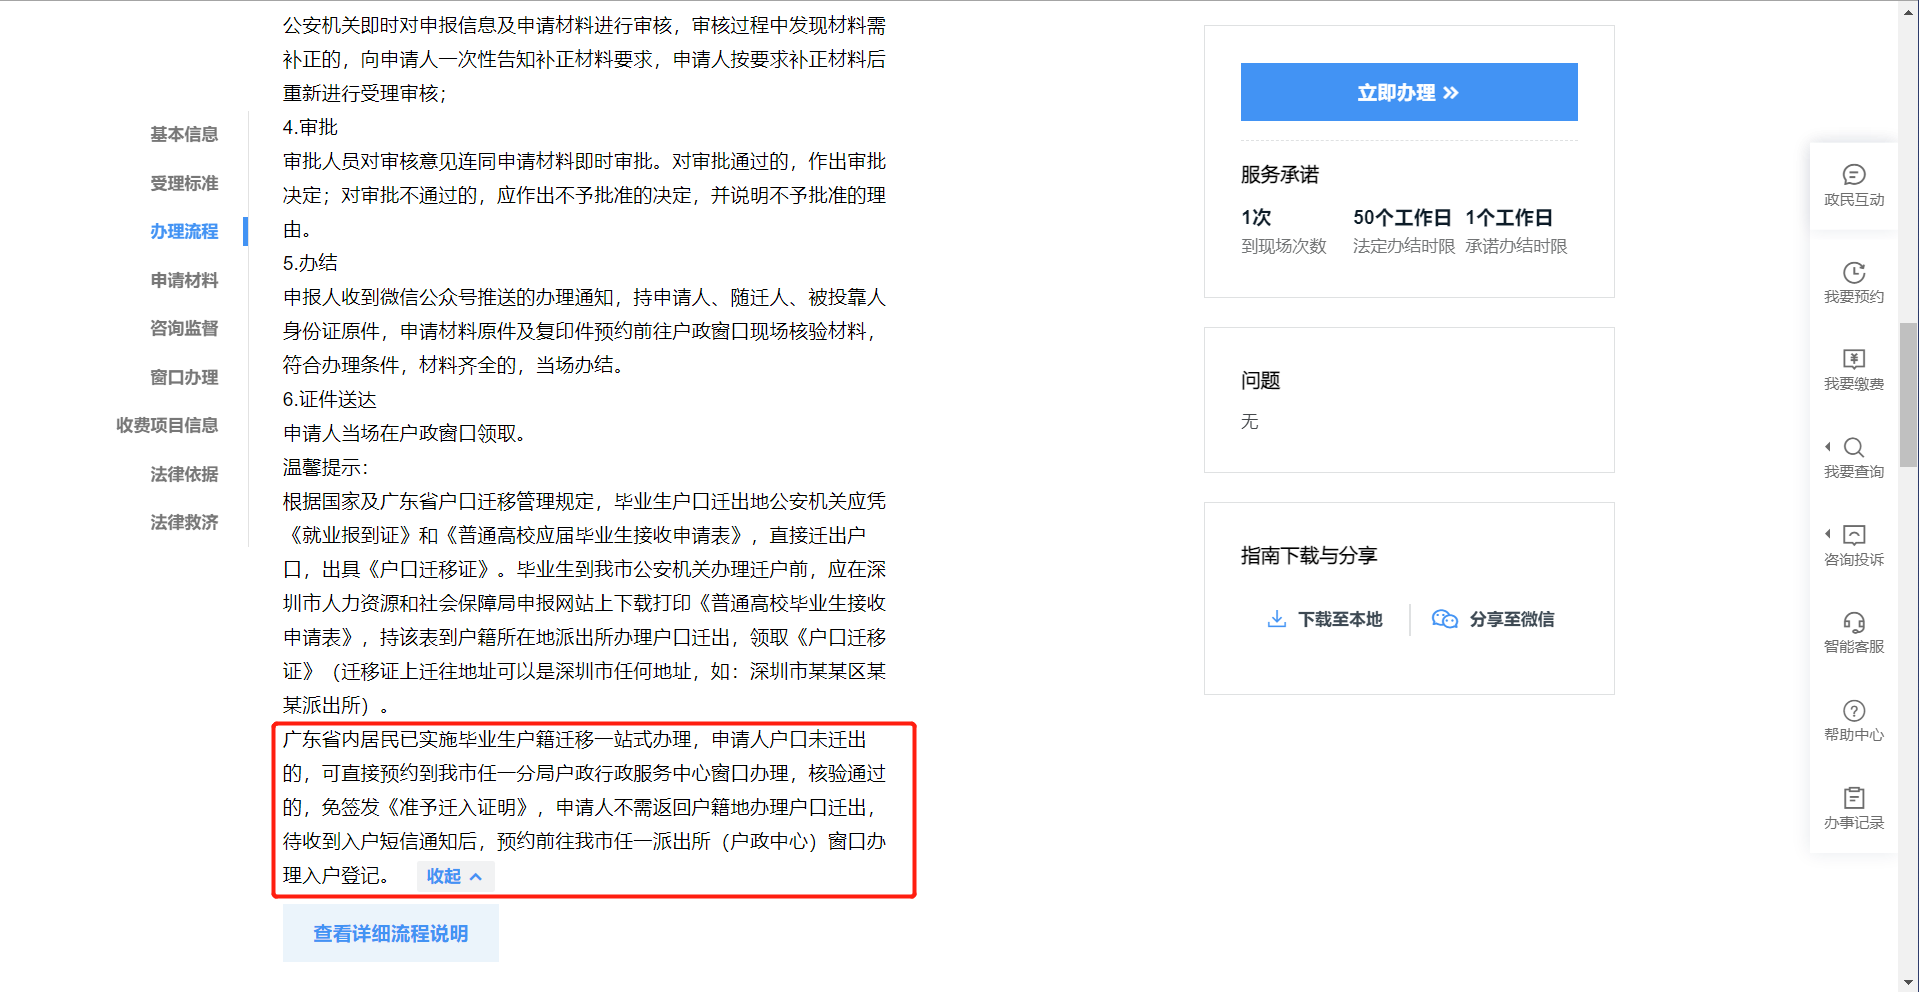 公安机关即时对申报信息及申请材料进行审核，审核过程中发现材料需
补正的，向申请人一次性告知补正材料要求，申请人按要求补正材料后
重新进行受理审核；
4.审批
审批人员对审核意见连同申请材料即时审批。对审批通过的，作出审批
决定；对审批不通过的，应作出不予批准的决定，并说明不予批准的理
由。
5.办结
申报人收到微信公众号推送的办理通知，持申请人、随迁人、被投靠人
身份证原件，申请材料原件及复印件预约前往户政窗口现场核验材料，
符合办理条件，材料齐全的，当场办结。
6.证件送达
申请人当场在户政窗口领取。
温馨提示：
根据国家及广东省户口迁移管理规定，毕业生户口迁出地公安机关应凭
《就业报到证》和《普通高校应届毕业生接收申请表》，直接迁出户
口，出具《户口迁移证》。毕业生到我市公安机关办理迁户前，应在深
圳市人力资源和社会保障局申报网站上下载打印《普通高校毕业生接收
申请表》，持该表到户籍所在地派出所办理户口迁出，领取《户口迁移
证》（迁移证上迁往地址可以是深圳市任何地址，如：深圳市某某区某
某派出所）。
广东省内居民已实施毕业生户籍迁移一站式办理，申请人户口未迁出
的，可直接预约到我市任一分局户政行政服务中心窗口办理，核验通过
的，免签发《准予迁入证明》，申请人不需返回户籍地办理户口迁出，
待收到入户短信通知后，预约前往我市任一派出所（户政中心）窗口办
理入户登记。 收起
查看详细流程说明
基本信息
受理标准
办理流程
申请材料
咨询监督
窗口办理
收费项目信息
法律依据
法律救济
立即办理
服务承诺
1次 50个工作日 1个工作日
到现场次数 法定办结时限 承诺办结时限
问题
无
指南下载与分享
下载至本地 分享至微信
政民互动
我要预约
我要缴费
我要查询
咨询投诉
智能客服
帮助中心
办事记录